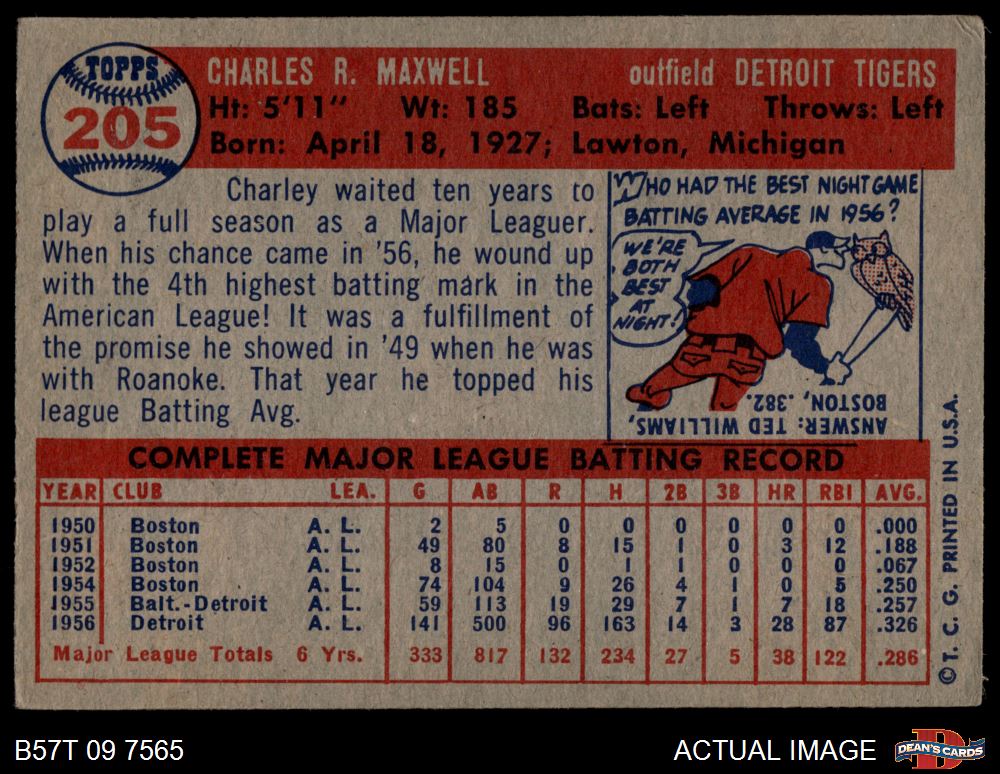 TOPPS
205
CHARLES R. MAXWELL outfield DETROIT TIGERS
Ht: 5'11" Wt: 185 Bats: Left Throws: Left
Born: April 18, 1927; Lawton, Michigan
Charley waited ten years to
play a full season as a Major Leaguer.
When his chance came in '56, he wound up
with the 4th highest batting mark in the
American League! It was a fulfillment of
the promise he showed in '49 when he was
with Roanoke. That year he topped his
league Batting Avg.
WHO HAD THE BEST NIGHT GAME
BATTING AVERAGE IN 1956?
WE'RE
BOTH
BEST
AT
NIGHT!
ANSWER: TED WILLIAMS,
BOSTON, .382.
COMPLETE MAJOR LEAGUE BATTING RECORD
YEAR CLUB LEA. G AB R H 2B 3B HR RBI AVG.
1950 Boston A. L. 2 5 0 0 0 0 0 0 .000
1951 Boston A. L. 49 80 8 15 1 0 3 12 .188
1952 Boston A. L. 8 15 0 1 1 0 0 0 .067
1954 Boston A. L. 74 104 9 26 4 1 0 5 .250
1955 Balt.-Detroit A. L. 59 113 19 29 7 1 7 18 .257
1956 Detroit A. L. 141 500 96 163 14 3 28 87 .326
Major League Totals 6 Yrs. 333 817 132 234 27 5 38 122 .286
© T. C. G. PRINTED IN U.S.A.
B57T 09 7565
ACTUAL IMAGE
DEAN'S CARDS